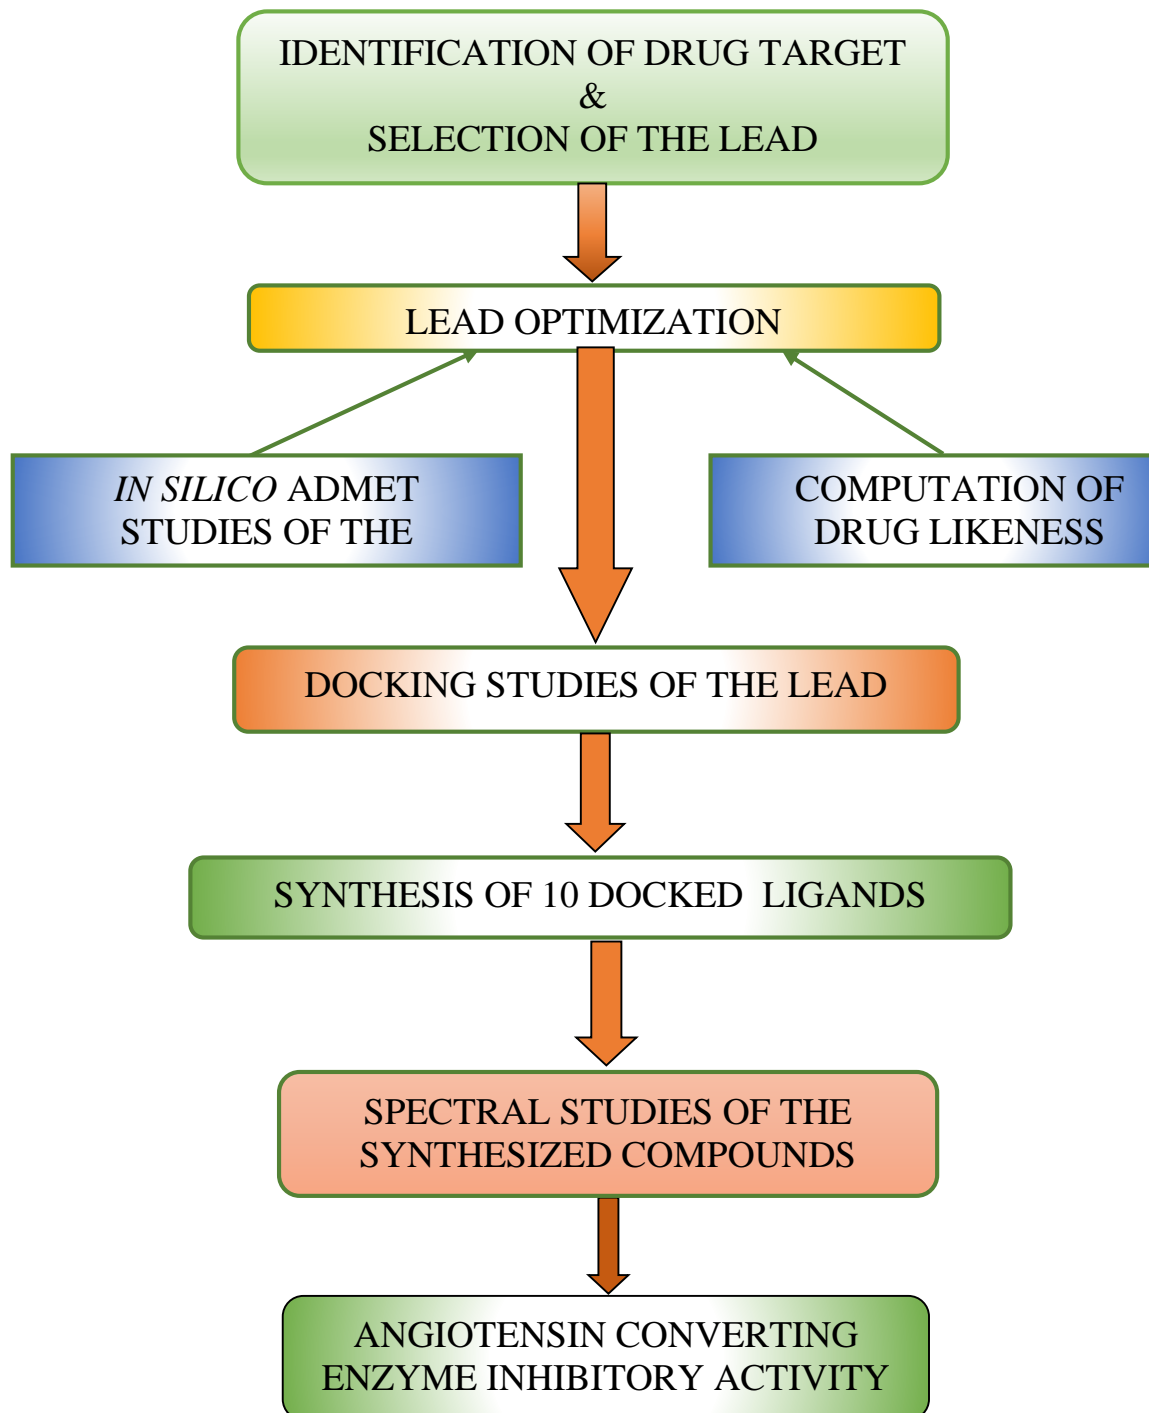 IDENTIFICATION OF DRUG TARGET
&
SELECTION OF THE LEAD
LEAD OPTIMIZATION
IN SILICO ADMET
STUDIES OF THE
COMPUTATION OF
DRUG LIKENESS
DOCKING STUDIES OF THE LEAD
SYNTHESIS OF 10 DOCKED  LIGANDS
SPECTRAL STUDIES OF THE
SYNTHESIZED COMPOUNDS
ANGIOTENSIN CONVERTING
ENZYME INHIBITORY ACTIVITY